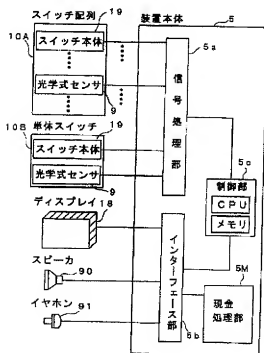 スイッチ配列
19
装置本体
5
10A
スイッチ本体
5a
光学式センサ
9
信号処理部
10B
単体スイッチ
19
スイッチ本体
光学式センサ
9
5c
制御部
CPU
メモリ
ディスプレイ
18
インターフェース部
スピーカ
90
5M
現金
処理部
イヤホン
91
5b